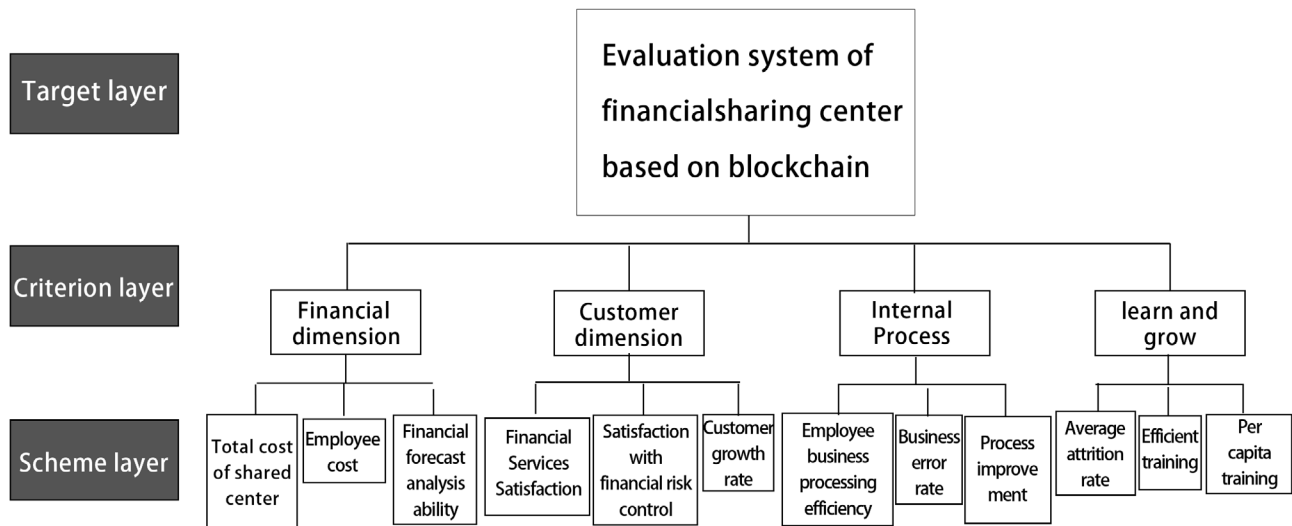 Target layer
Evaluation system of
financialsharing center
based on blockchain
Criterion layer
Financial
dimension
Customer
dimension
Internal
Process
learn and
grow
Scheme layer
Total cost
of shared
center
Employee
cost
Financial
forecast
analysis
ability
Financial
Services
Satisfaction
Satisfaction
with
financial risk
control
Customer
growth
rate
Employee
business
processing
efficiency
Business
error
rate
Process
improve
ment
Average
attrition
rate
Efficient
training
Per
capita
training